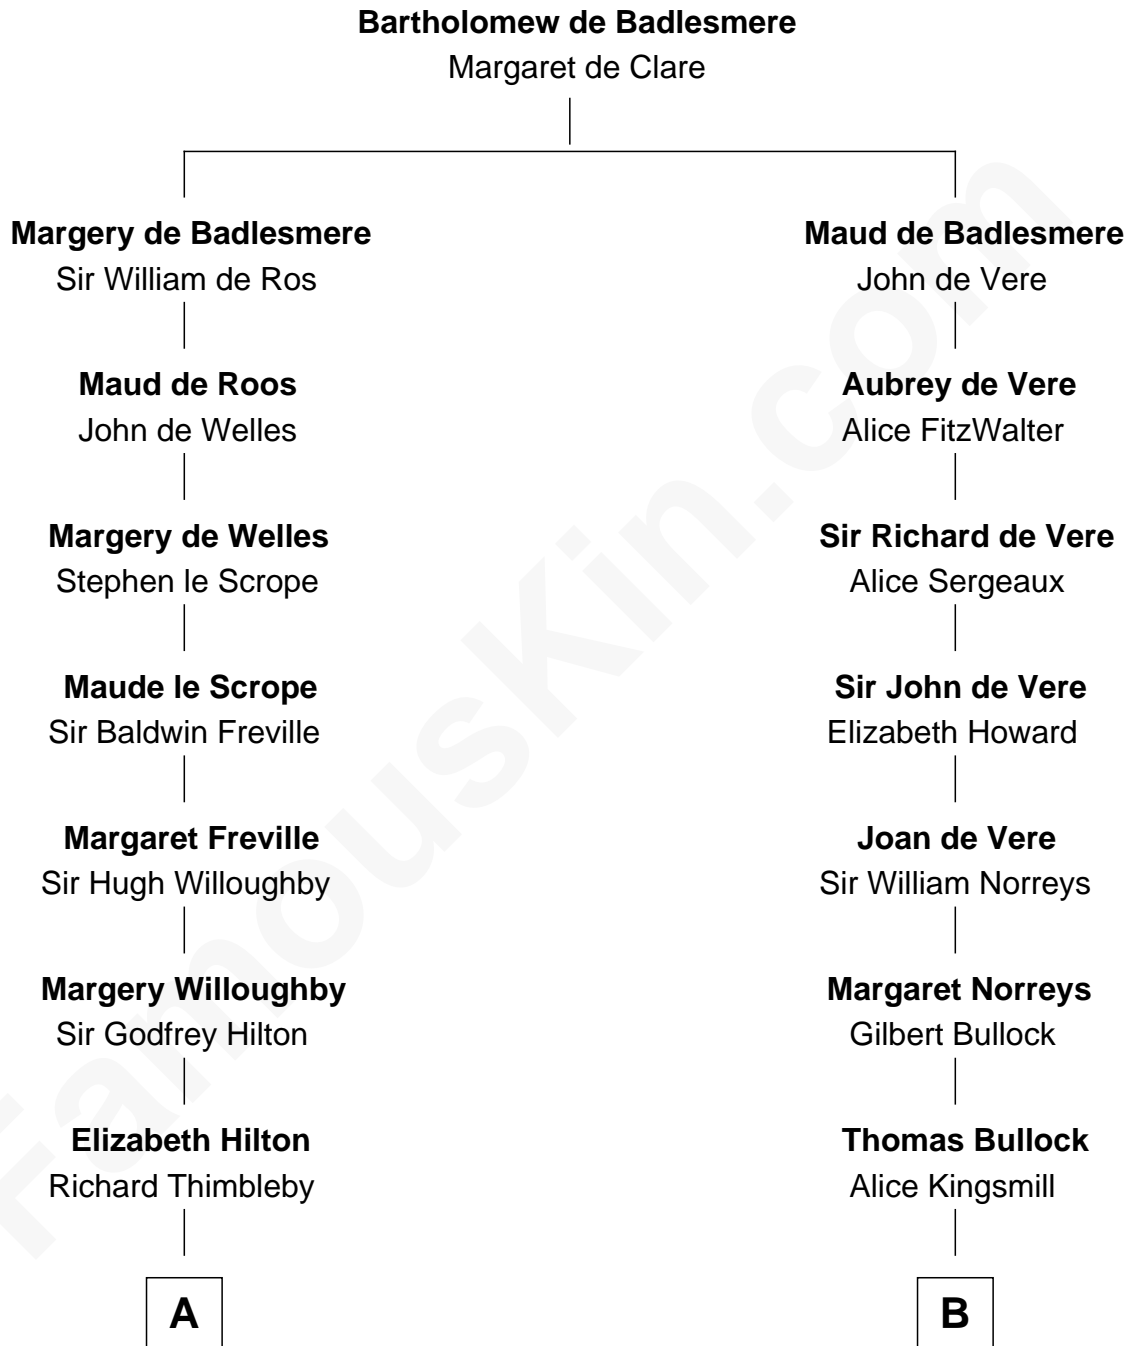 Bartholomew de Badlesmere
Margaret de Clare
Margery de Badlesmere
Sir William de Ros
Maud de Badlesmere
John de Vere
Maud de Roos
John de Welles
Aubrey de Vere
Alice FitzWalter
Margery de Welles
Stephen le Scrope
Sir Richard de Vere
Alice Sergeaux
Maude le Scrope
Sir Baldwin Freville
Sir John de Vere
Elizabeth Howard
Margaret Freville
Sir Hugh Willoughby
Joan de Vere
Sir William Norreys
Margery Willoughby
Sir Godfrey Hilton
Margaret Norreys
Gilbert Bullock
Elizabeth Hilton
Richard Thimbleby
Thomas Bullock
Alice Kingsmill
A
B
FamousKin.com